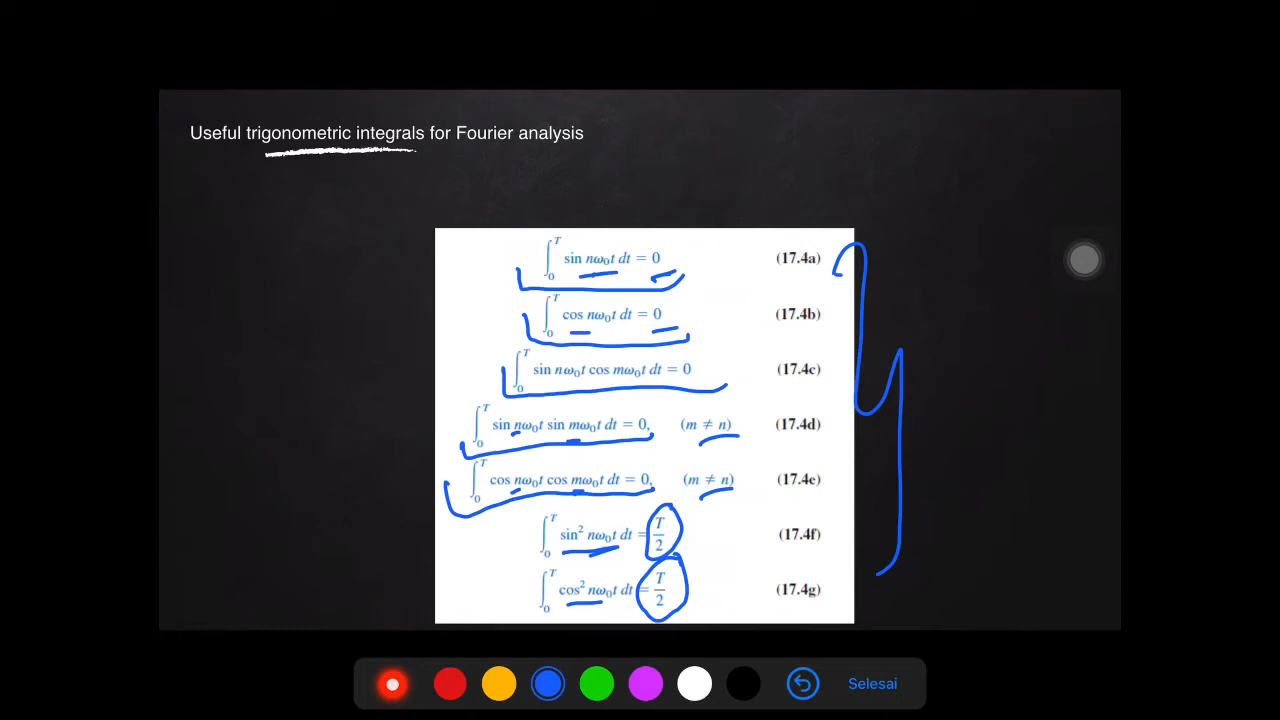 Useful trigonometric integrals for Fourier analysis
∫₀ᵀ sin nω₀t dt = 0 (17.4a)
∫₀ᵀ cos nω₀t dt = 0 (17.4b)
∫₀ᵀ sin nω₀t cos mω₀t dt = 0 (17.4c)
∫₀ᵀ sin nω₀t sin mω₀t dt = 0, (m ≠ n) (17.4d)
∫₀ᵀ cos nω₀t cos mω₀t dt = 0, (m ≠ n) (17.4e)
∫₀ᵀ sin² nω₀t dt = T/2 (17.4f)
∫₀ᵀ cos² nω₀t dt = T/2 (17.4g)
Selesai